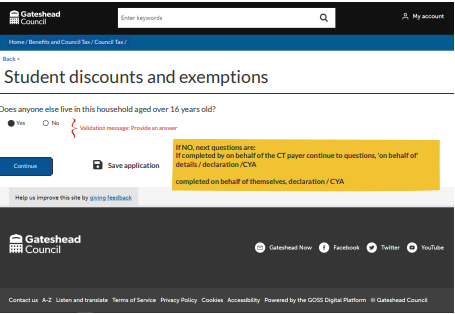 Gateshead
Council
Enter keywords
My account
Home / Benefits and Council Tax / Council Tax /
Back <
Student discounts and exemptions
Does anyone else live in this household aged over 16 years old?
Yes
No
Validation message: Provide an answer
If NO, next questions are:
If completed by on behalf of the CT payer continue to questions, 'on behalf of'
details / declaration /CYA
completed on behalf of themselves, declaration / CYA
Continue
Save application
Help us improve this site by giving feedback
Gateshead
Council
Gateshead Now
Facebook
Twitter
YouTube
Contact us A-Z Listen and translate Terms of Service Privacy Policy Cookies Accessibility Powered by the GOSS Digital Platform © Gateshead Council